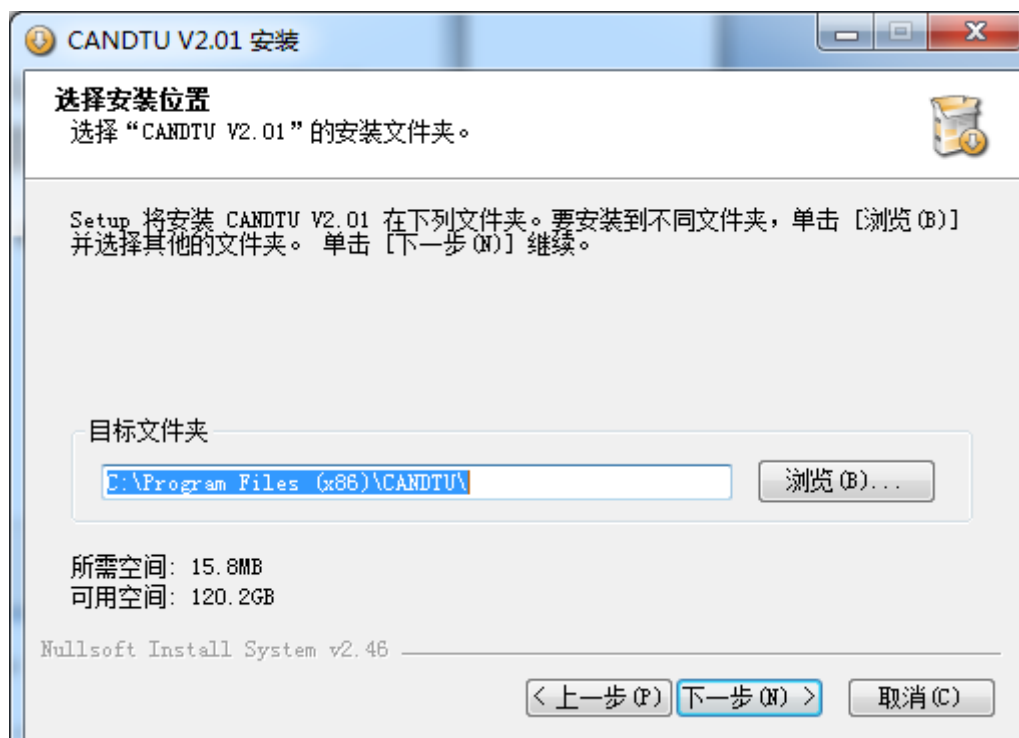 CANDTU V2.01 安装
选择安装位置
选择“CANDTU V2.01”的安装文件夹。
Setup 将安装 CANDTU V2.01 在下列文件夹。要安装到不同文件夹，单击 [浏览(B)]
并选择其他的文件夹。 单击 [下一步(N)] 继续。
目标文件夹
C:\Program Files (x86)\CANDTU\
浏览(B)...
所需空间: 15.8MB
可用空间: 120.2GB
Nullsoft Install System v2.46
< 上一步(P) 下一步(N) > 取消(C)